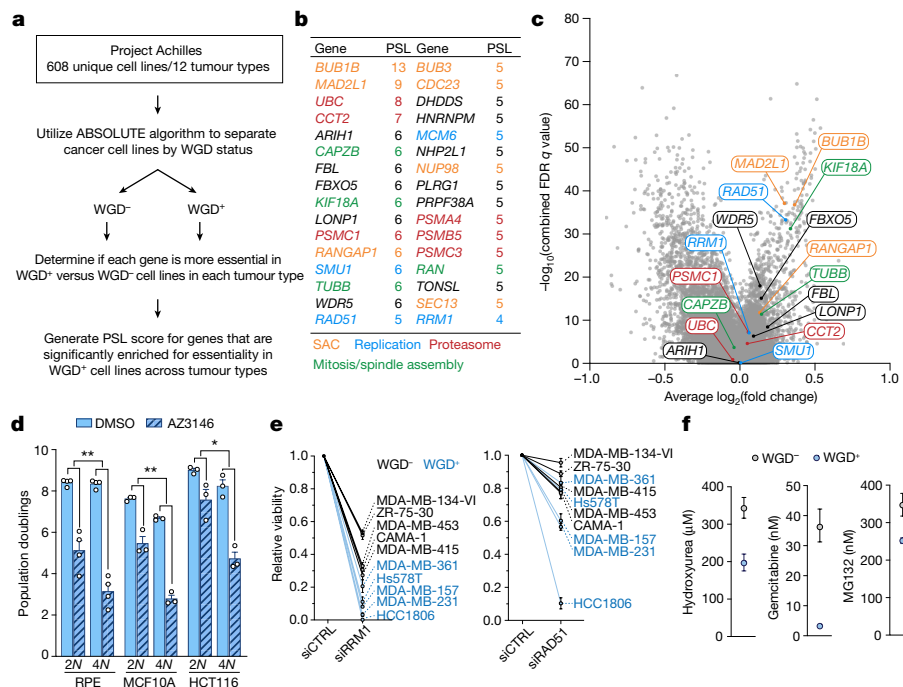 a
Project Achilles
608 unique cell lines/12 tumour types
Utilize ABSOLUTE algorithm to separate
cancer cell lines by WGD status
WGD⁻ WGD⁺
Determine if each gene is more essential in
WGD⁺ versus WGD⁻ cell lines in each tumour type
Generate PSL score for genes that are
significantly enriched for essentiality in
WGD⁺ cell lines across tumour types
b
Gene PSL Gene PSL
BUB1B 13 BUB3 5
MAD2L1 9 CDC23 5
UBC 8 DHDDS 5
CCT2 7 HNRNPM 5
ARIH1 6 MCM6 5
CAPZB 6 NHP2L1 5
FBL 6 NUP98 5
FBXO5 6 PLRG1 5
KIF18A 6 PRPF38A 5
LONP1 6 PSMA4 5
PSMC1 6 PSMB5 5
RANGAP1 6 PSMC3 5
SMU1 6 RAN 5
TUBB 6 TONSL 5
WDR5 6 SEC13 5
RAD51 5 RRM1 4
SAC Replication Proteasome
Mitosis/spindle assembly
c
–log₁₀(combined FDR q value)
80
70
60
50
40
30
20
10
0
BUB1B
MAD2L1
KIF18A
RAD51
WDR5
FBXO5
RRM1
RANGAP1
PSMC1
TUBB
CAPZB
FBL
LONP1
UBC
CCT2
ARIH1
SMU1
–1.0 –0.5 0.0 0.5 1.0
Average log₂(fold change)
d
DMSO AZ3146
Population doublings
10
8
6
4
2
0
** ** *
2N 4N 2N 4N 2N 4N
RPE MCF10A HCT116
e
Relative viability
1.0
0.8
0.6
0.4
0.2
0
WGD⁻ WGD⁺
MDA-MB-134-VI
ZR-75-30
MDA-MB-453
CAMA-1
MDA-MB-415
MDA-MB-361
Hs578T
MDA-MB-157
MDA-MB-231
HCC1806
siCTRL siRRM1
1.0
0.8
0.6
0.4
0.2
0.0
MDA-MB-134-VI
ZR-75-30
MDA-MB-361
MDA-MB-415
Hs578T
MDA-MB-453
CAMA-1
MDA-MB-157
MDA-MB-231
HCC1806
siCTRL siRAD51
f
WGD⁻ WGD⁺
Hydroxyurea (μM)
400
300
200
100
0
Gemcitabine (nM)
50
40
30
20
10
0
MG132 (nM)
400
300
200
100
0